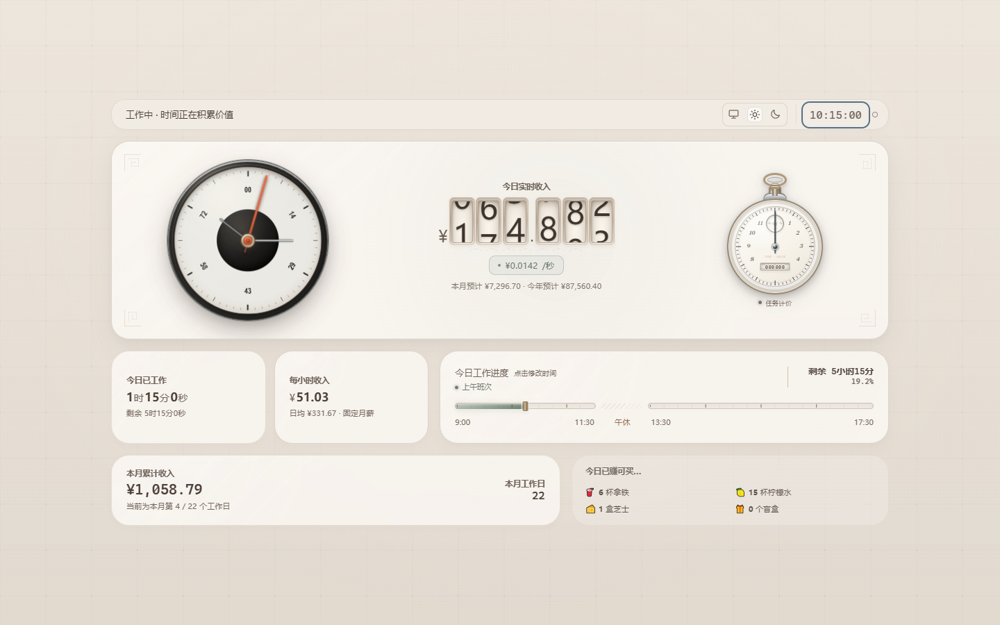 工作中 · 时间正在积累价值
10:15:00
00
14
29
43
58
72
今日实时收入
¥
¥0.0142 /秒
本月预计 ¥7,296.70 · 今年预计 ¥87,560.40
11
1
10
2
9
3
8
4
000000
任务计价
今日已工作
1时15分0秒
剩余 5时15分0秒
每小时收入
¥51.03
日均 ¥331.67 · 固定月薪
今日工作进度 点击修改时间
上午班次
剩余 5小时15分
19.2%
9:00 11:30 午休 13:30 17:30
本月累计收入
¥1,058.79
当前为本月第 4 / 22 个工作日
本月工作日
22
今日已赚可买...
6 杯拿铁
15 杯柠檬水
1 盒芝士
0 个盲盒